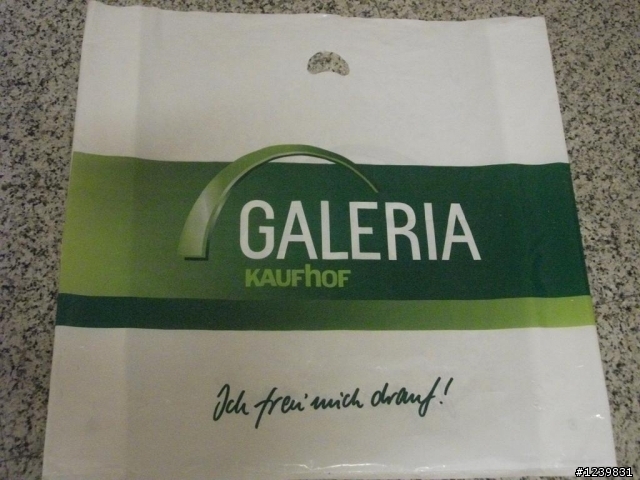 GALERIA
KAUFhOF
Ich freu' mich drauf!
#1239831